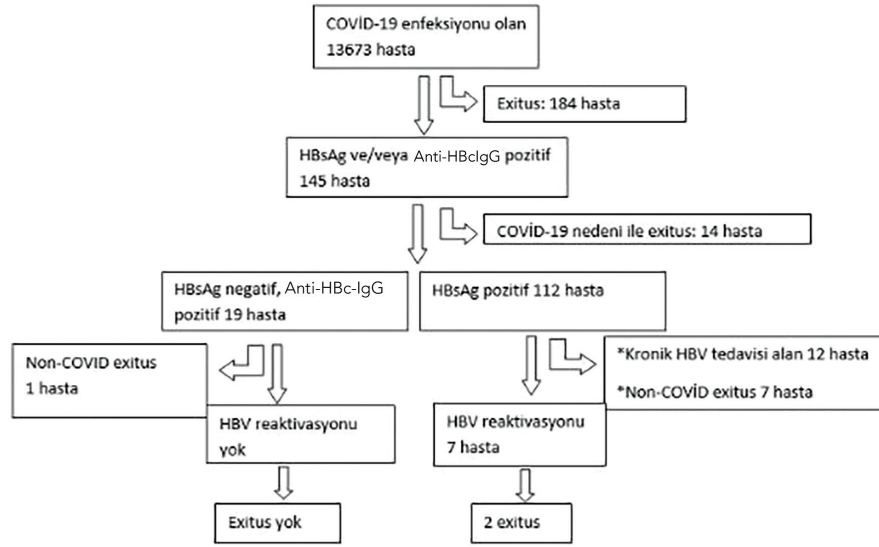 COVİD-19 enfeksiyonu olan
13673 hasta
Exitus: 184 hasta
HBsAg ve/veya Anti-HBcIgG pozitif
145 hasta
COVİD-19 nedeni ile exitus: 14 hasta
HBsAg negatif, Anti-HBc-IgG
pozitif 19 hasta
HBsAg pozitif 112 hasta
Non-COVID exitus
1 hasta
*Kronik HBV tedavisi alan 12 hasta
*Non-COVİD exitus 7 hasta
HBV reaktivasyonu
yok
HBV reaktivasyonu
7 hasta
Exitus yok
2 exitus